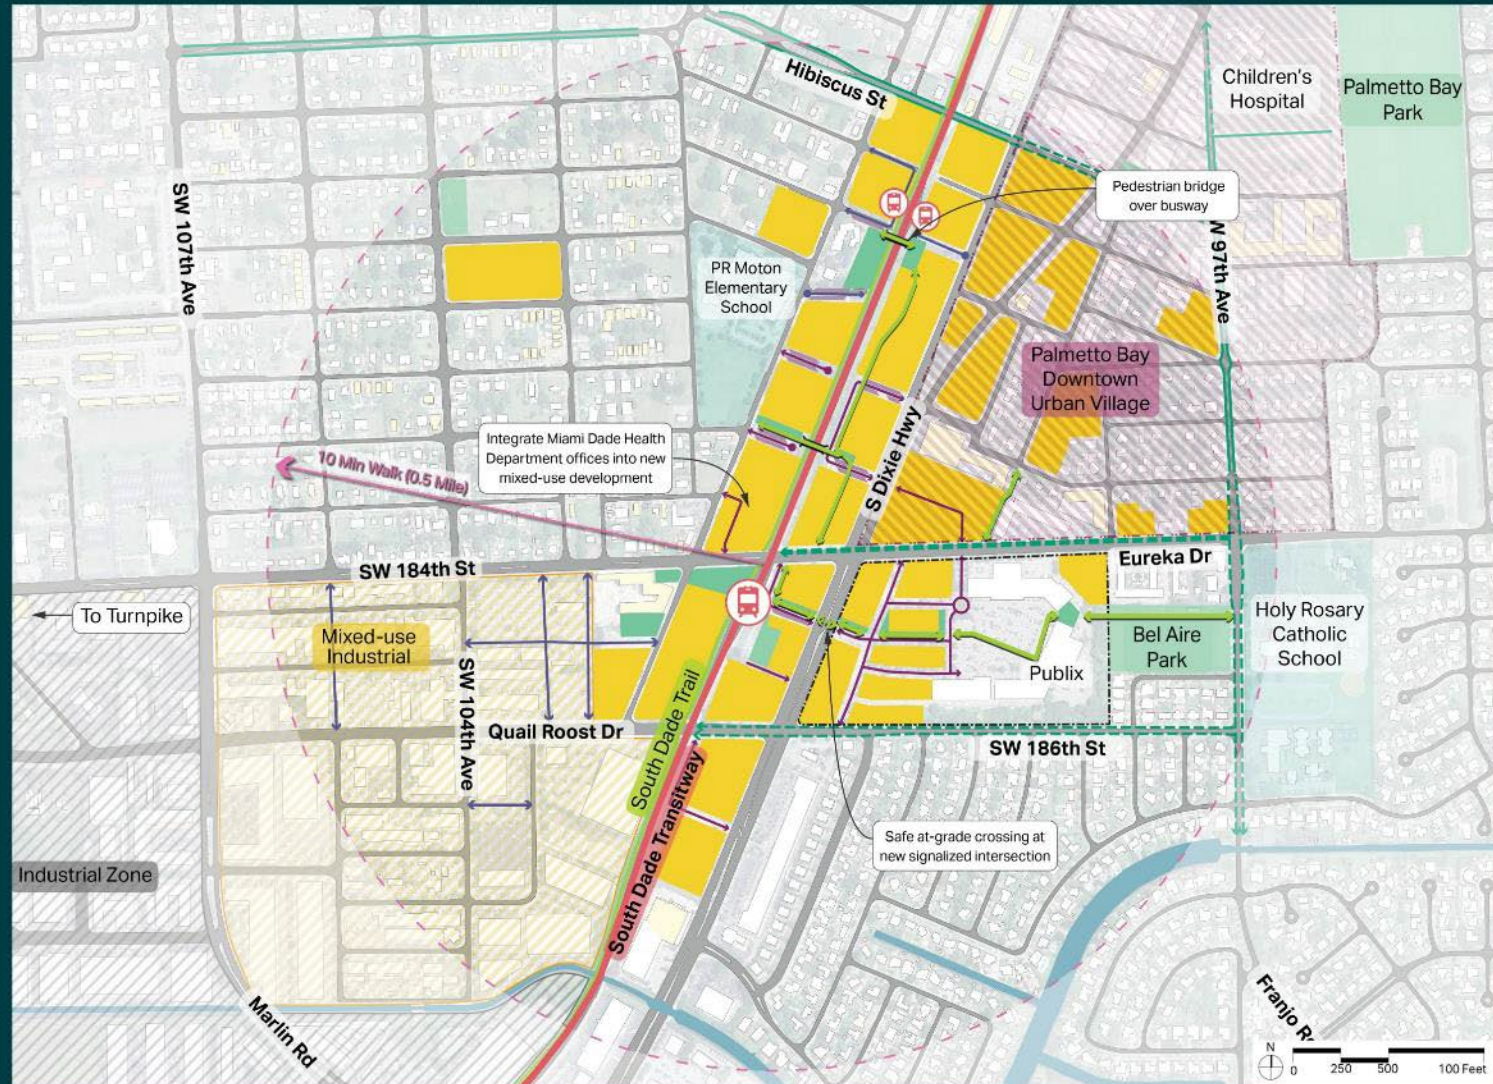 Hibiscus St
Children's
Hospital
Palmetto Bay
Park
SW 107th Ave
Pedestrian bridge
over busway
W 97th Ave
PR Moton
Elementary
School
Palmetto Bay
Downtown
Urban Village
Integrate Miami Dade Health
Department offices into new
mixed-use development
10 Min Walk (0.5 Mile)
S Dixie Hwy
SW 184th St
Eureka Dr
To Turnpike
Mixed-use
Industrial
SW 104th Ave
Bel Aire
Park
Holy Rosary
Catholic
School
Publix
Quail Roost Dr
South Dade Trail
SW 186th St
South Dade Transitway
Safe at-grade crossing at
new signalized intersection
Industrial Zone
Marlin Rd
Franjo R
N
0 250 500 100 Feet